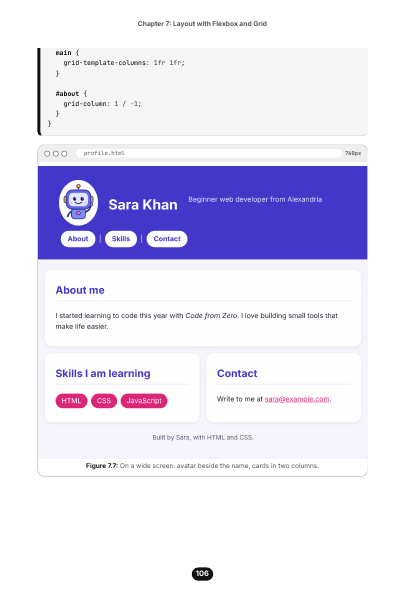 Chapter 7: Layout with Flexbox and Grid
main {
grid-template-columns: 1fr 1fr;
}
#about {
grid-column: 1 / -1;
}
}
profile.html
760px
Sara Khan
Beginner web developer from Alexandria
About | Skills | Contact
About me
I started learning to code this year with Code from Zero. I love building small tools that
make life easier.
Skills I am learning
HTML CSS JavaScript
Contact
Write to me at sara@example.com.
Built by Sara, with HTML and CSS.
Figure 7.7: On a wide screen: avatar beside the name, cards in two columns.
106